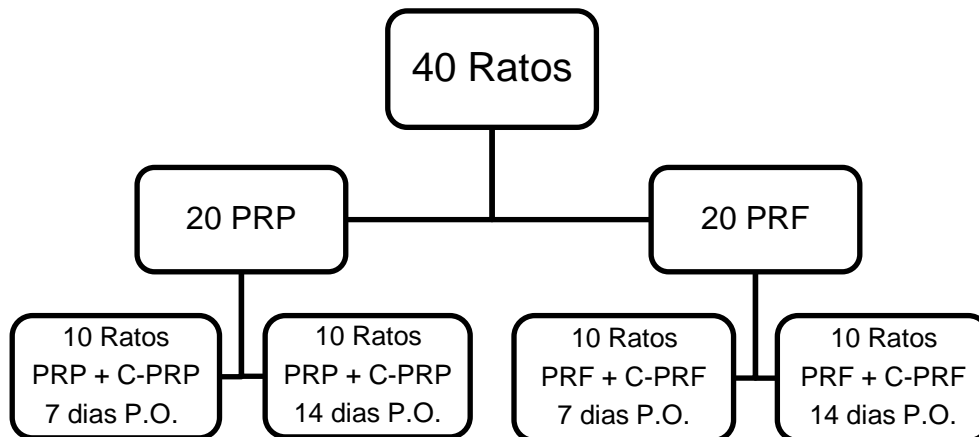 40 Ratos
20 PRP
20 PRF
10 Ratos
PRP + C-PRP
7 dias P.O.
10 Ratos
PRP + C-PRP
14 dias P.O.
10 Ratos
PRF + C-PRF
7 dias P.O.
10 Ratos
PRF + C-PRF
14 dias P.O.